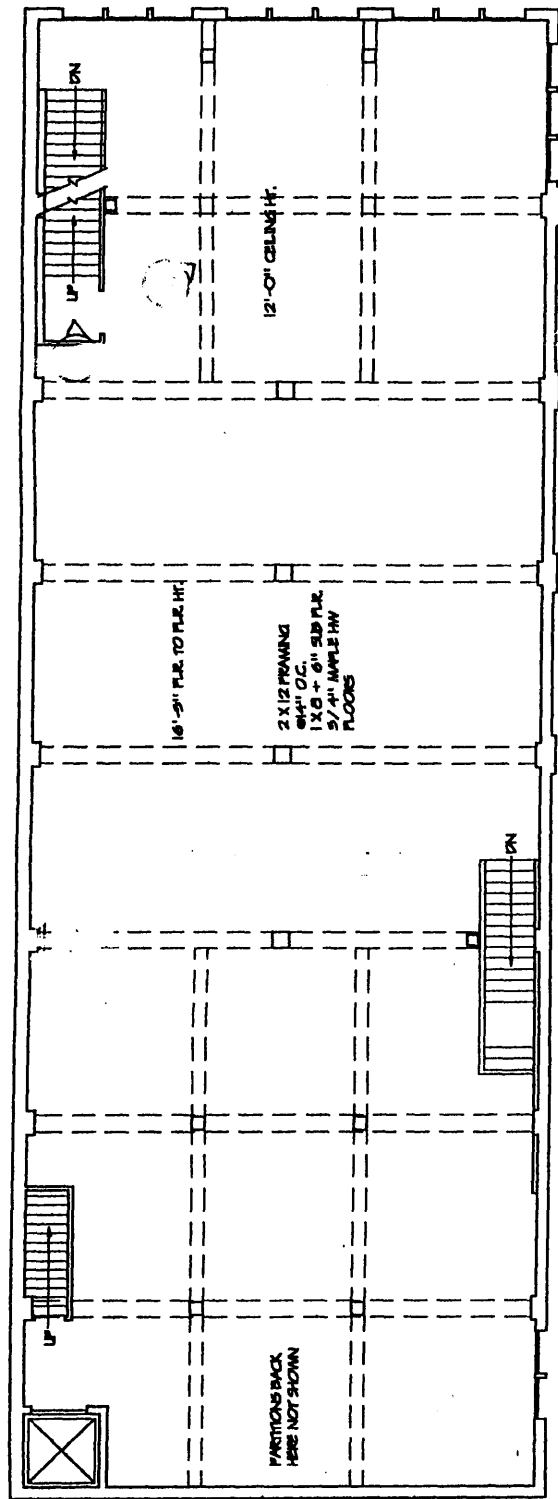 DN
UP
12'-0" CEILING HT.
16'-9" FLR. TO FLR. HT.
2 X 12 FRAMING
@14" O.C.
1 X 8 + 6" SUB FLR.
3/4" MAPLE HW
FLOORS
DN
UP
PARTITIONS BACK
HERE NOT SHOWN